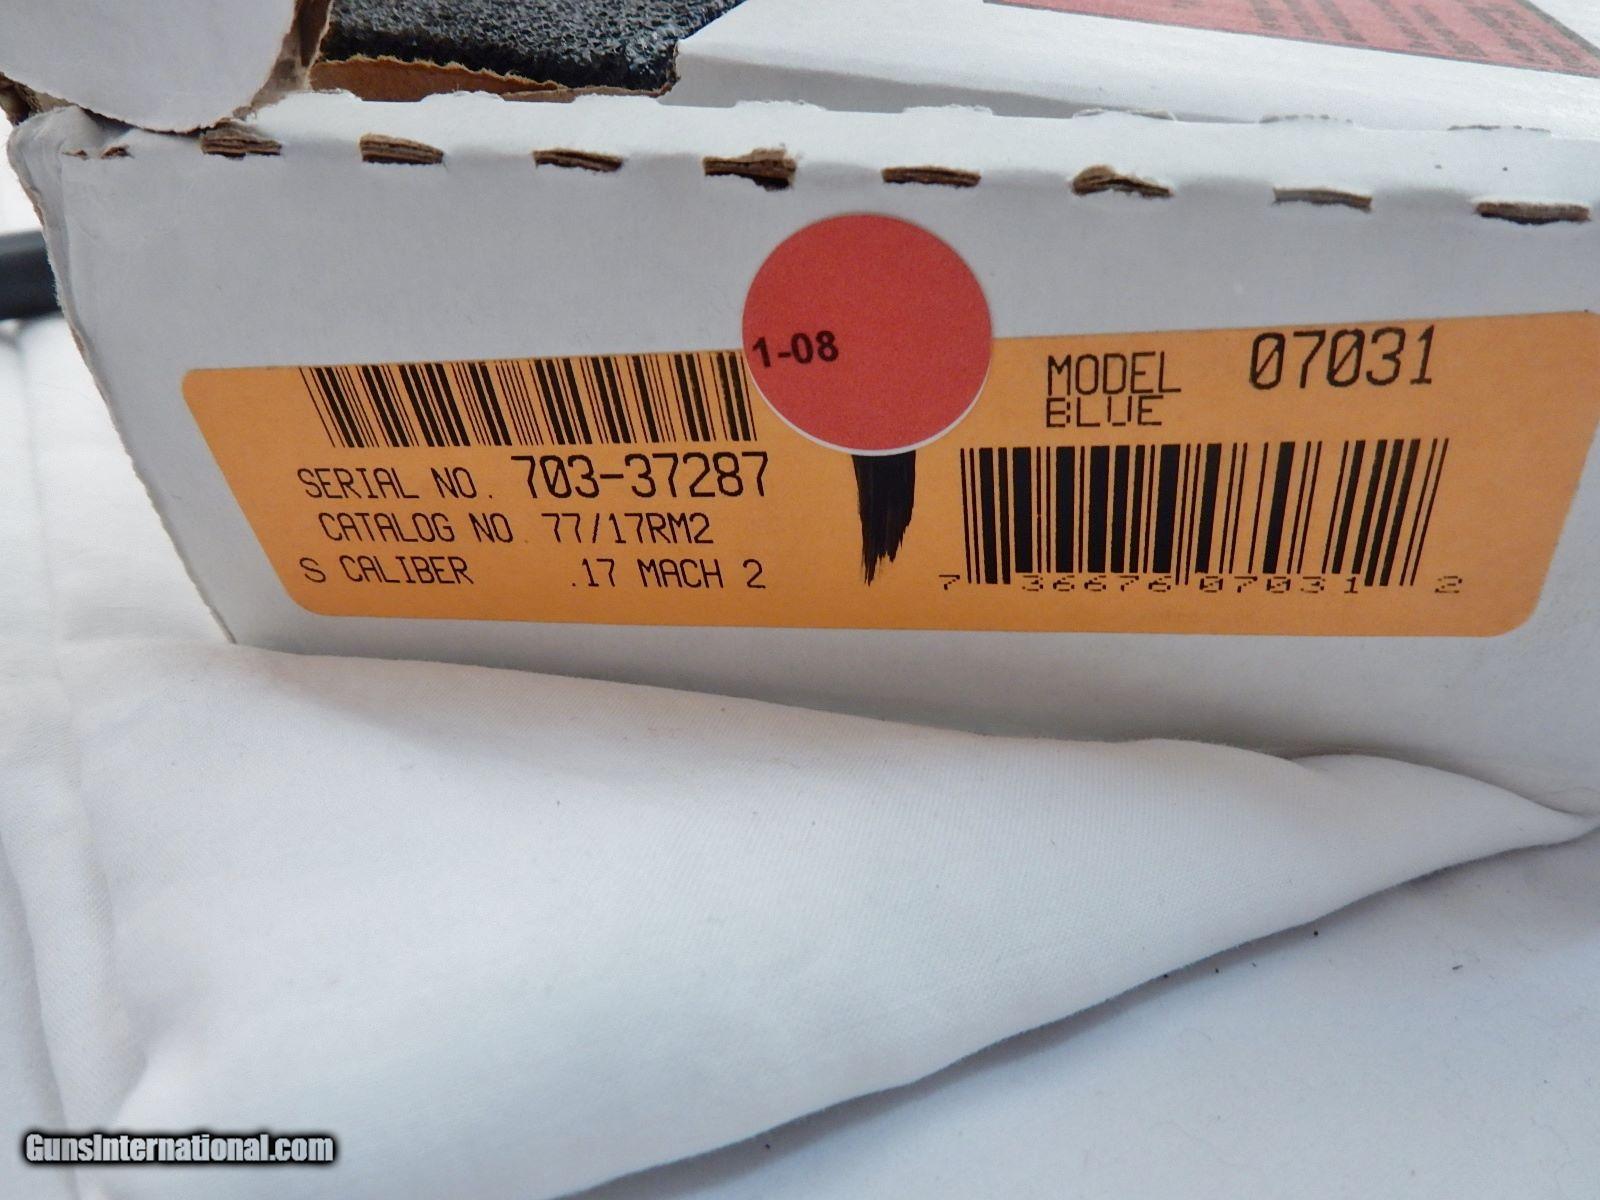 1-08
MODEL 07031
BLUE
SERIAL NO. 703-37287
CATALOG NO 77/17RM2
S CALIBER .17 MACH 2
7 36676 07031 2
GunsInternational.com